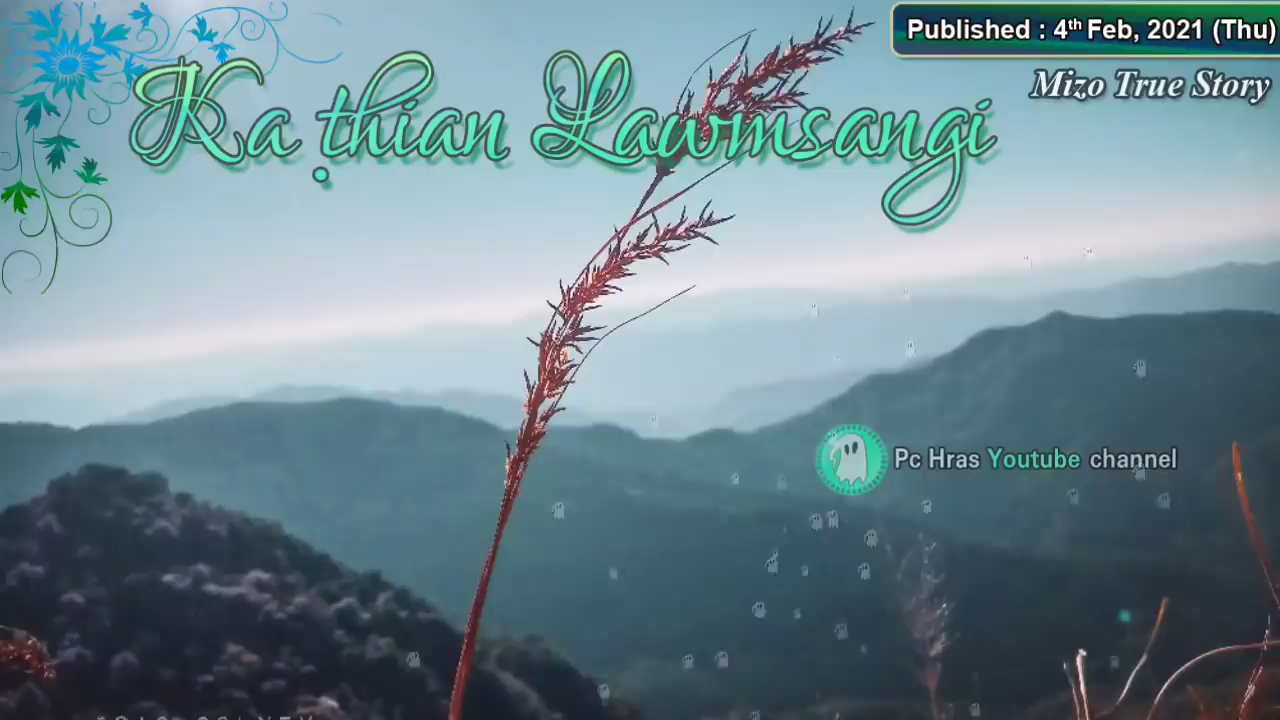 Published : 4th Feb, 2021 (Thu)
Mizo True Story
Ka ṭhian Lawmsangi
Pc Hras Youtube channel